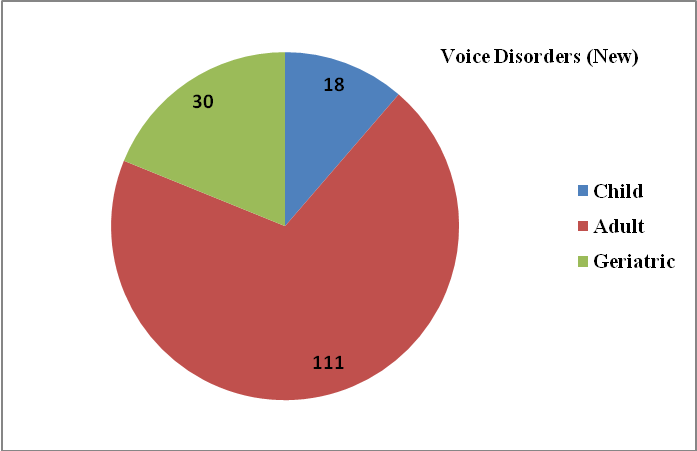 Voice Disorders (New)
18
30
Child
Adult
Geriatric
111